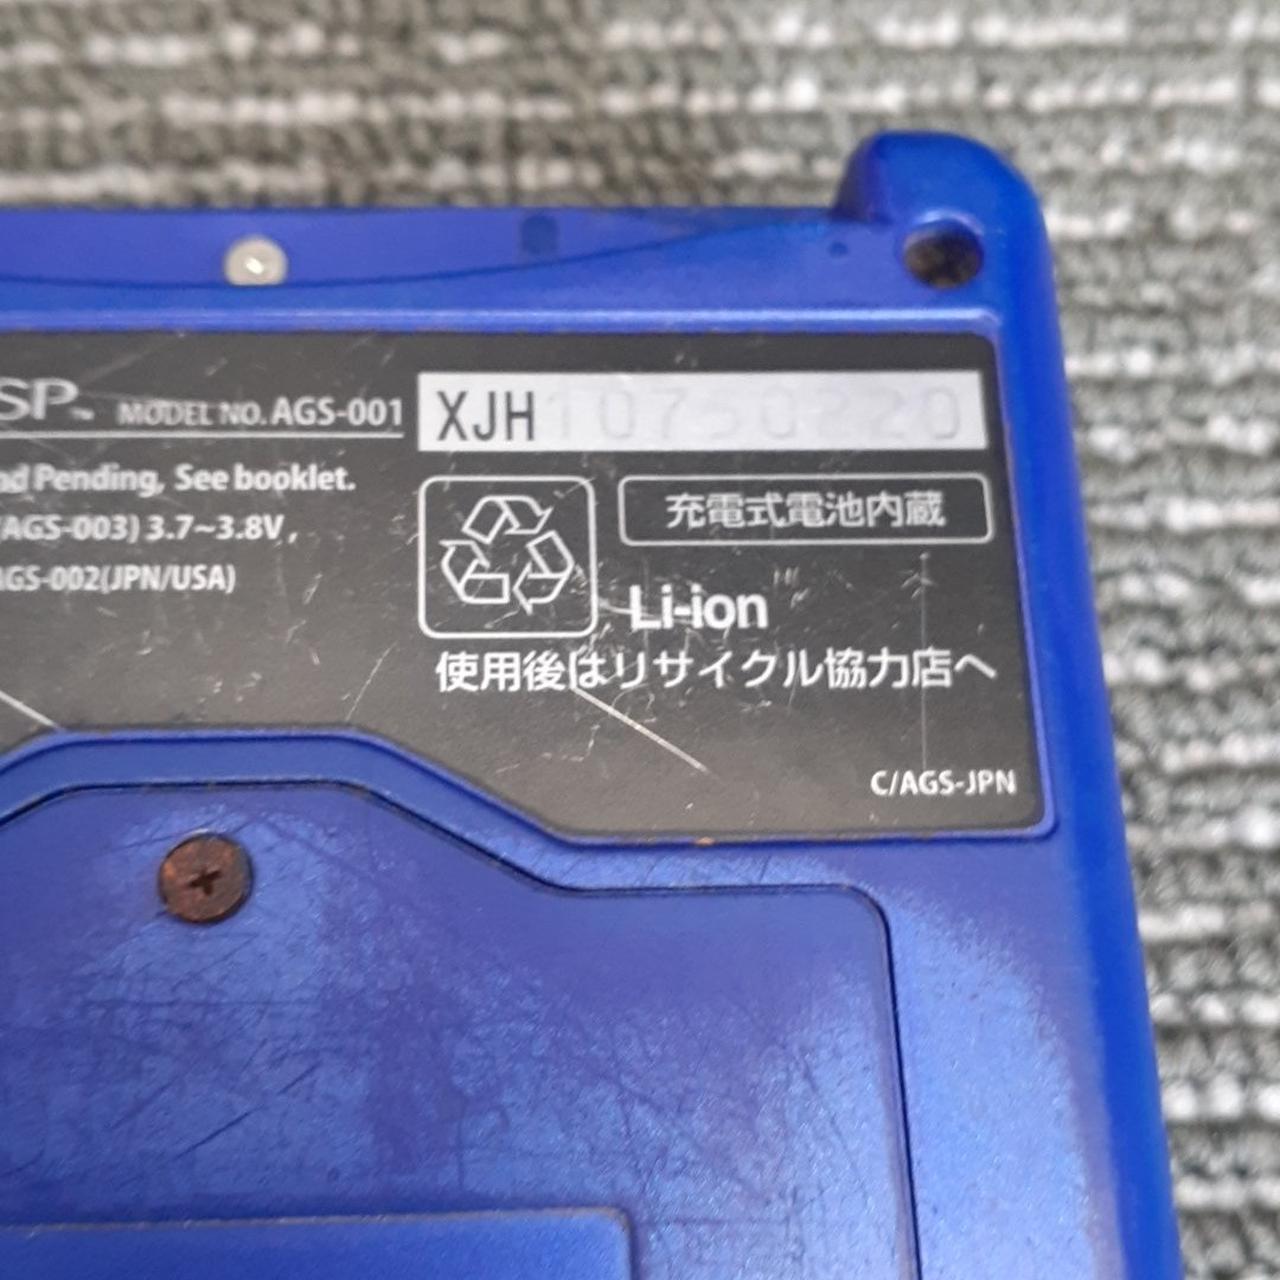 SP™ MODEL NO. AGS-001
XJH10750220
nd Pending, See booklet.
(AGS-003) 3.7~3.8V,
AGS-002(JPN/USA)
充電式電池内蔵
Li-ion
使用後はリサイクル協力店へ
C/AGS-JPN